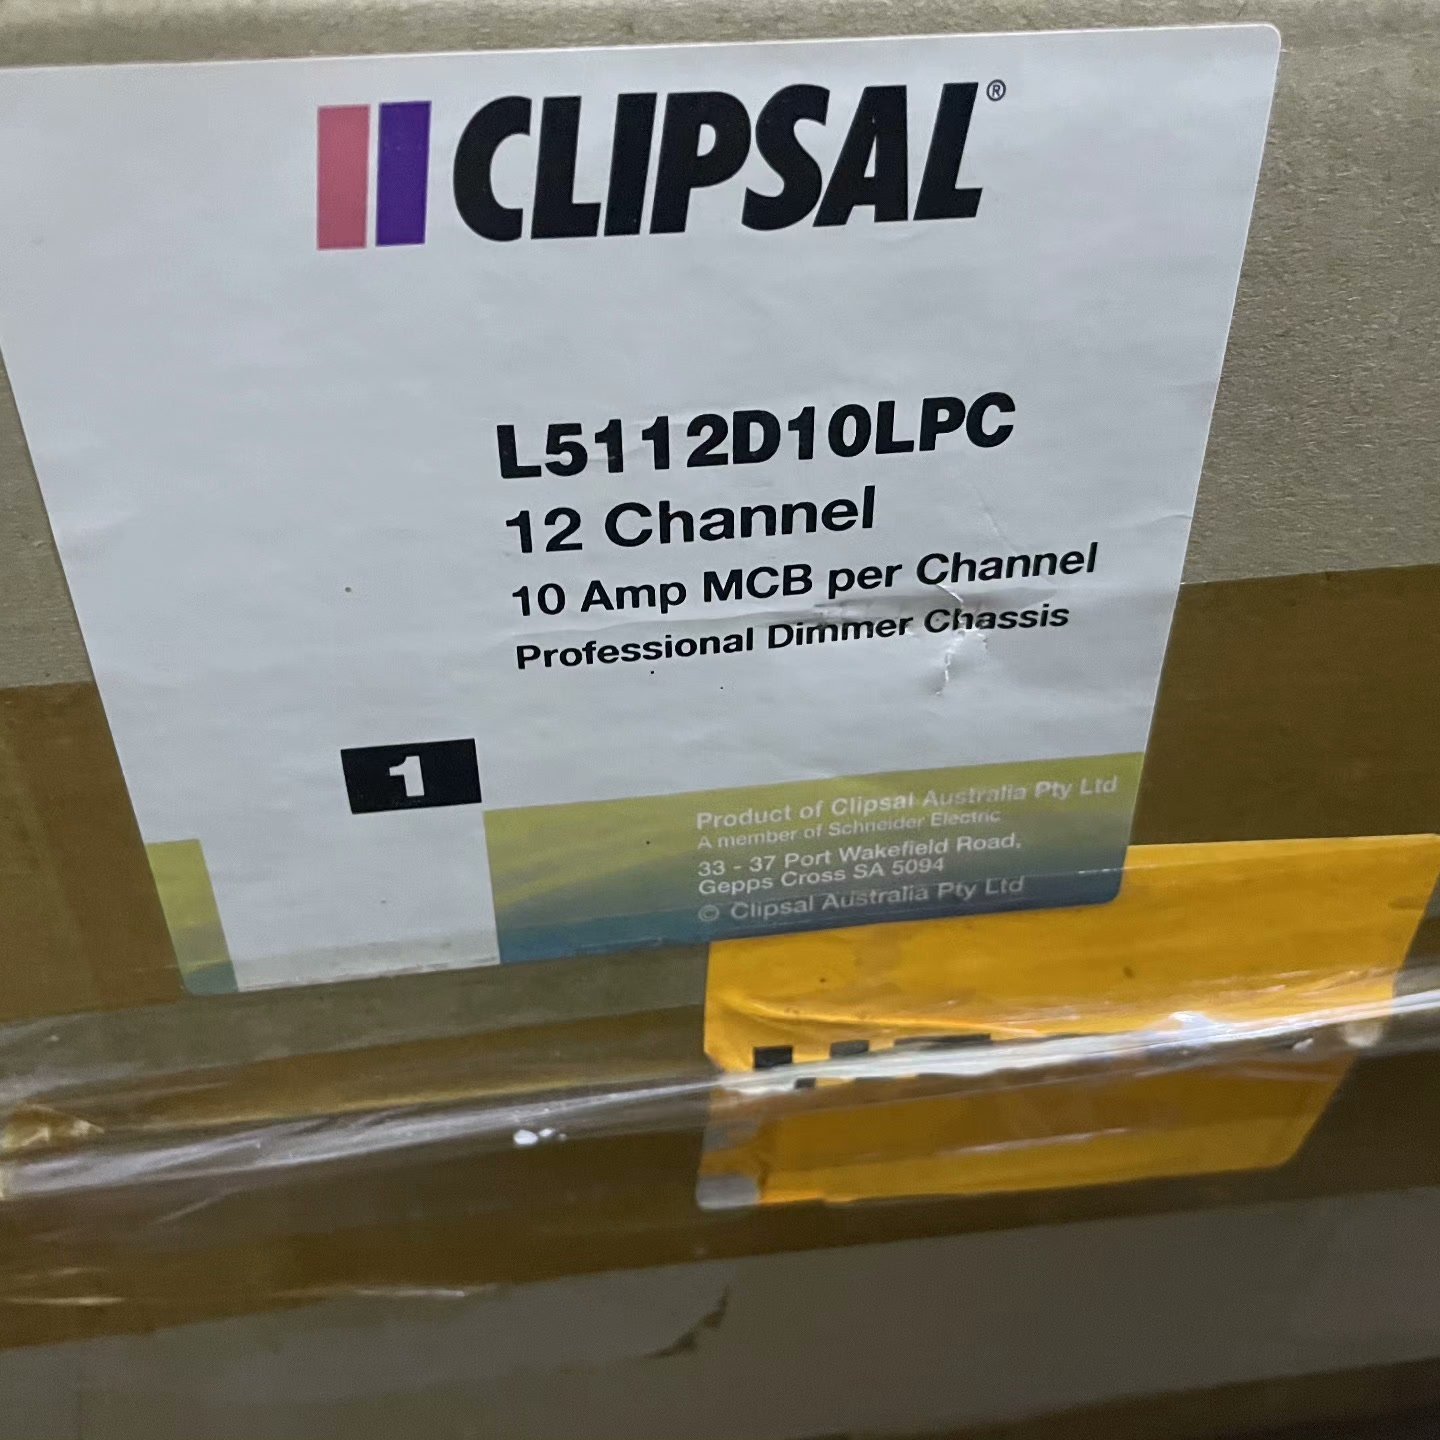 CLIPSAL®
L5112D10LPC
12 Channel
10 Amp MCB per Channel
Professional Dimmer Chassis
1
Product of Clipsal Australia Pty Ltd
A member of Schneider Electric
33 - 37 Port Wakefield Road,
Gepps Cross SA 5094
© Clipsal Australia Pty Ltd